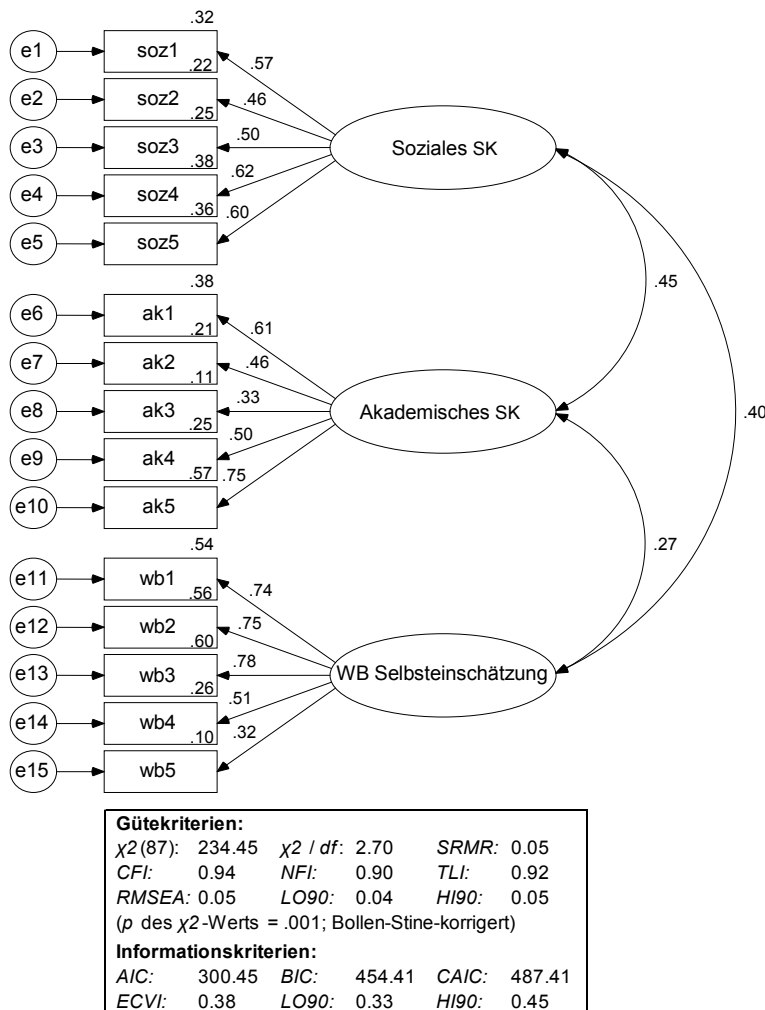 .32
e1 soz1 .57
.22
e2 soz2 .46
.25
e3 soz3 .50 Soziales SK
.38
e4 soz4 .62
.36
e5 soz5 .60
.45
.38
e6 ak1 .61
.21
e7 ak2 .46
.11
e8 ak3 .33 Akademisches SK .40
.25
e9 ak4 .50
.57
e10 ak5 .75
.27
.54
e11 wb1 .74
.56
e12 wb2 .75
.60
e13 wb3 .78 WB Selbsteinschätzung
.26
e14 wb4 .51
.10
e15 wb5 .32
Gütekriterien:
χ2(87): 234.45 χ2 / df: 2.70 SRMR: 0.05
CFI: 0.94 NFI: 0.90 TLI: 0.92
RMSEA: 0.05 LO90: 0.04 HI90: 0.05
(p des χ2-Werts = .001; Bollen-Stine-korrigert)
Informationskriterien:
AIC: 300.45 BIC: 454.41 CAIC: 487.41
ECVI: 0.38 LO90: 0.33 HI90: 0.45